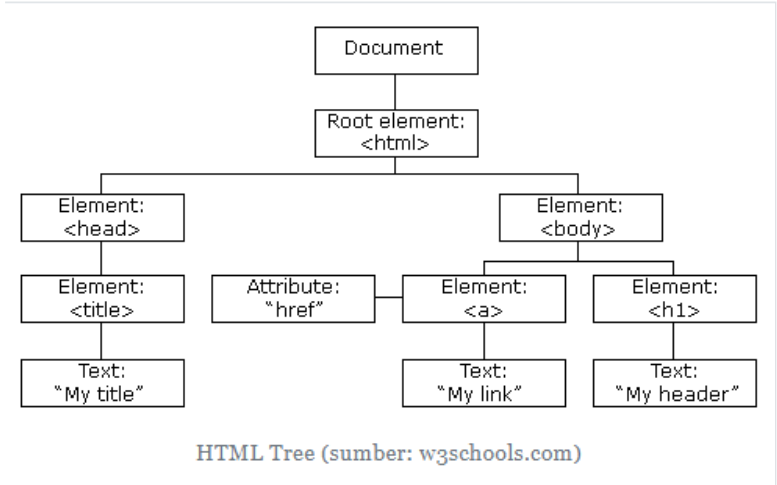 Document
Root element:
<html>
Element:
<head>
Element:
<body>
Element:
<title>
Attribute:
“href”
Element:
<a>
Element:
<h1>
Text:
“My title”
Text:
“My link”
Text:
“My header”
HTML Tree (sumber: w3schools.com)